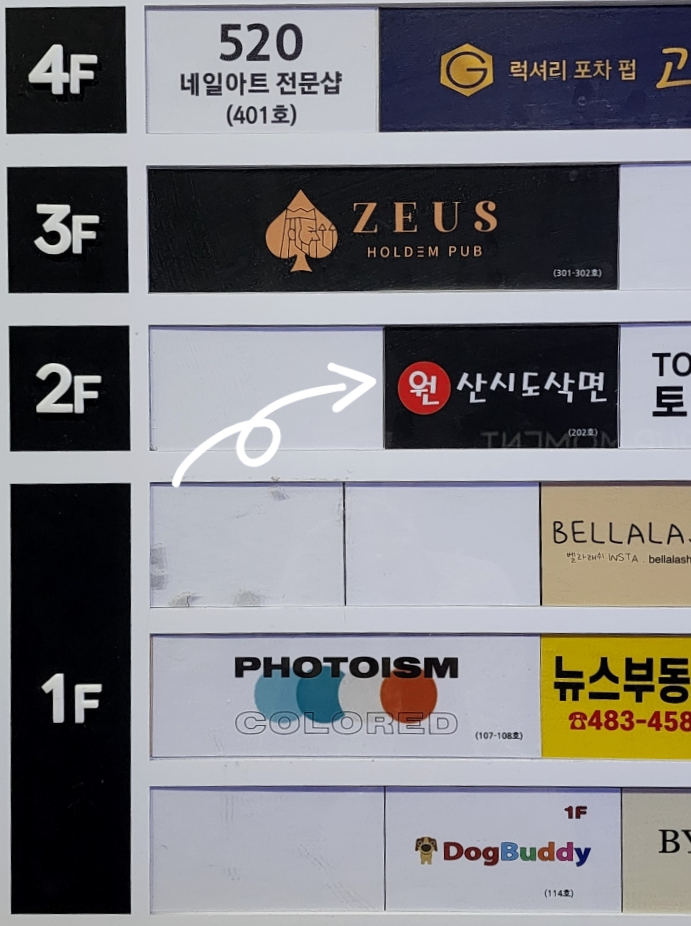 4F
520
네일아트 전문샵
(401호)
G 럭셔리 포차 펍
3F
ZEUS
HOLDEM PUB
(301-302호)
2F
원 산시도삭면
(202호)
TO
토
1F
BELLALA
벨라래쉬 INSTA . bellalash
PHOTOISM
COLORED
(107-108호)
뉴스부동
☎483-458
1F
DogBuddy
(114호)
BY